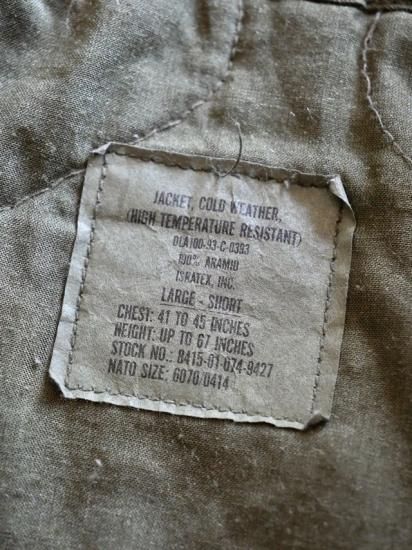 JACKET, COLD WEATHER,
(HIGH TEMPERATURE RESISTANT)
DLA100-93-C-0393
100% ARAMID
ISRATEX, INC.
LARGE - SHORT
CHEST: 41 TO 45 INCHES
HEIGHT: UP TO 67 INCHES
STOCK NO.: 8415-01-074-9427
NATO SIZE: 6070/0414